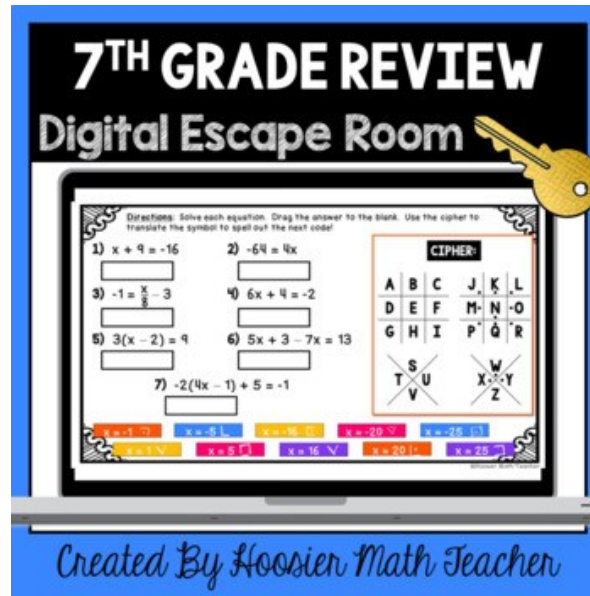 7TH GRADE REVIEW
Digital Escape Room
Directions: Solve each equation. Drag the answer to the blank. Use the cipher to
translate the symbol to spell out the next code!
1) x + 9 = -16
2) -64 = 4x
3) -1 = x/8 - 3
4) 6x + 4 = -2
5) 3(x - 2) = 9
6) 5x + 3 - 7x = 13
7) -2(4x - 1) + 5 = -1
CIPHER:
A B C
D E F
G H I
J K L
M N O
P Q R
S
T U
V
W
X Y
Z
x = -1
x = -5
x = -16
x = -20
x = -25
x = 1
x = 5
x = 16
x = 20
x = 25
©Hoosier Math Teacher
Created By Hoosier Math Teacher